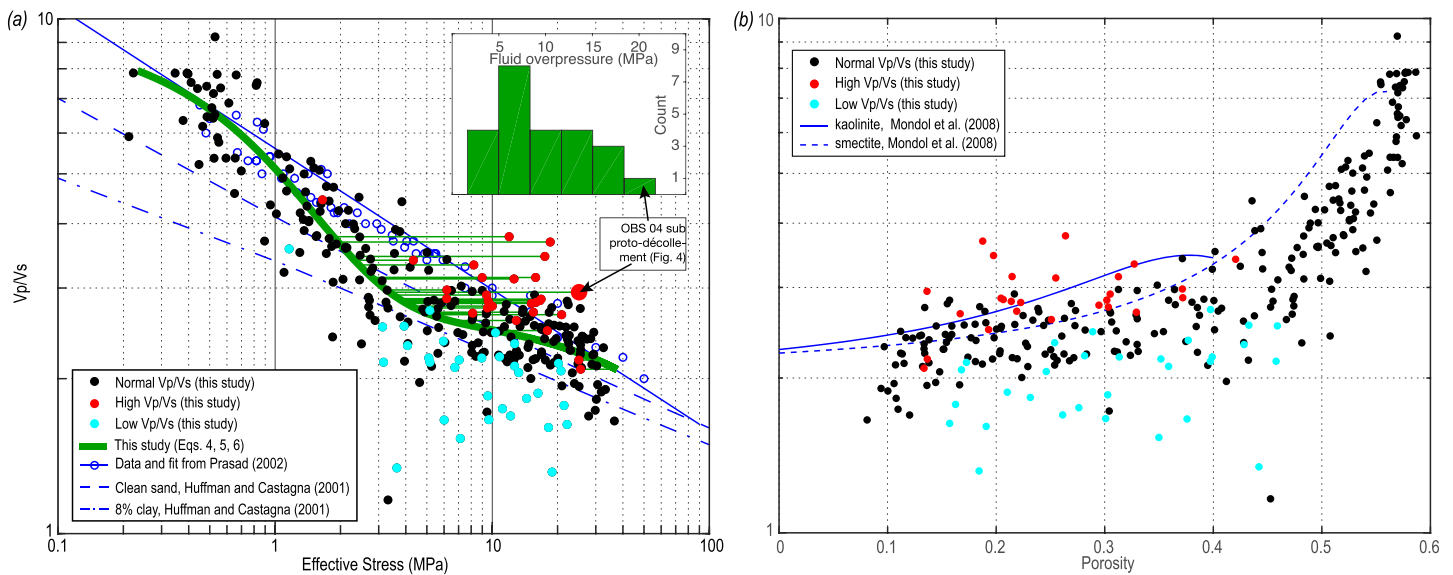 (a)
10
Vp/Vs
1
0.1
1
10
100
Effective Stress (MPa)
5
10
15
20
Fluid overpressure (MPa)
9
7
5
3
1
Count
OBS 04 sub
proto-décolle-
ment (Fig. 4)
Normal Vp/Vs (this study)
High Vp/Vs (this study)
Low Vp/Vs (this study)
This study (Eqs. 4, 5, 6)
Data and fit from Prasad (2002)
Clean sand, Huffman and Castagna (2001)
8% clay, Huffman and Castagna (2001)
(b)
10
1
Normal Vp/Vs (this study)
High Vp/Vs (this study)
Low Vp/Vs (this study)
kaolinite, Mondol et al. (2008)
smectite, Mondol et al. (2008)
0
0.1
0.2
0.3
0.4
0.5
0.6
Porosity